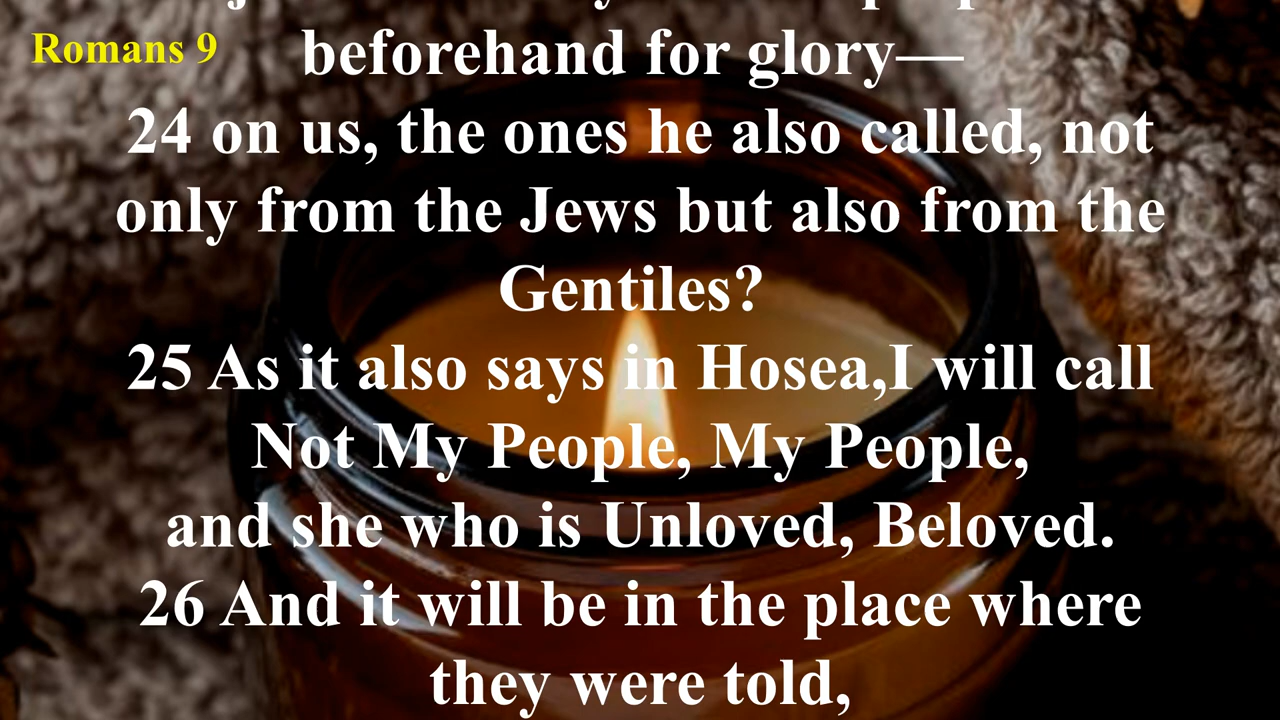 Romans 9
beforehand for glory—
24 on us, the ones he also called, not
only from the Jews but also from the
Gentiles?
25 As it also says in Hosea,I will call
Not My People, My People,
and she who is Unloved, Beloved.
26 And it will be in the place where
they were told,